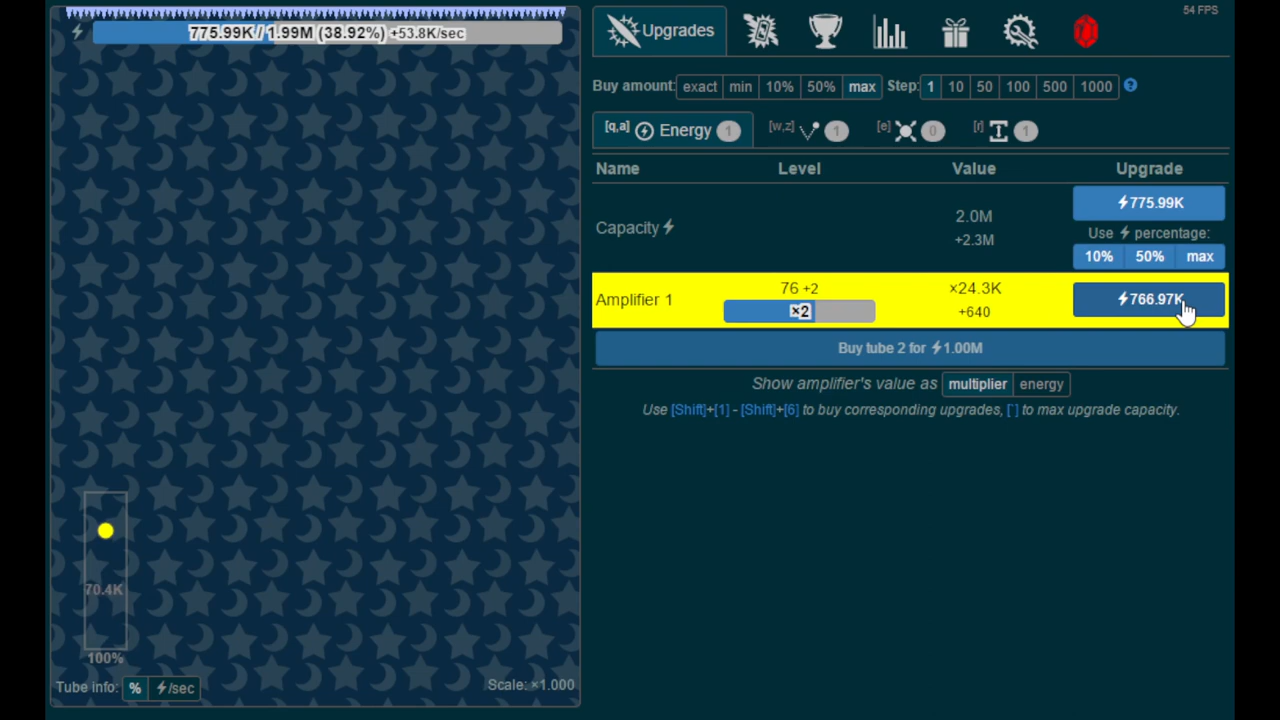 775.99K / 1.99M (38.92%) +53.8K/sec
70.4K
100%
Tube info: % /sec
Scale: ×1.000
54 FPS
Upgrades
Buy amount: exact min 10% 50% max Step: 1 10 50 100 500 1000 ?
[q,a] Energy 1 [w,z] 1 [e] 0 [r] 1
Name Level Value Upgrade
Capacity 2.0M +2.3M 775.99K
Use percentage:
10% 50% max
Amplifier 1 76 +2 ×2 ×24.3K +640 766.97K
Buy tube 2 for 1.00M
Show amplifier's value as multiplier energy
Use [Shift]+[1] - [Shift]+[6] to buy corresponding upgrades, [`] to max upgrade capacity.